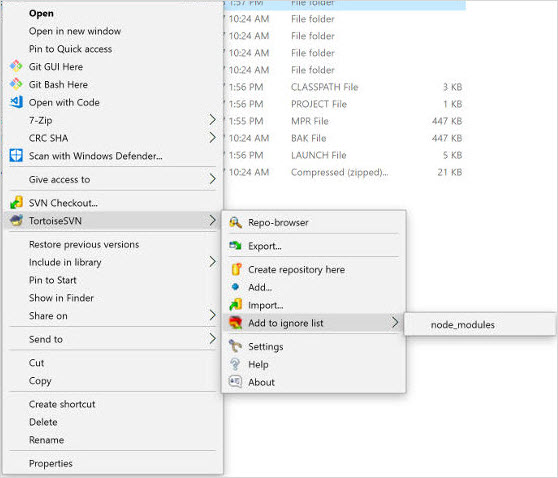 Open
Open in new window
Pin to Quick access
Git GUI Here
Git Bash Here
Open with Code
7-Zip
CRC SHA
Scan with Windows Defender...
Give access to
SVN Checkout...
TortoiseSVN
Restore previous versions
Include in library
Pin to Start
Show in Finder
Share on
Send to
Cut
Copy
Create shortcut
Delete
Rename
Properties
1:57 PM File folder
10:24 AM File folder
10:24 AM File folder
10:24 AM File folder
10:24 AM File folder
1:56 PM CLASSPATH File 3 KB
1:56 PM PROJECT File 1 KB
1:55 PM MPR File 447 KB
10:24 AM BAK File 447 KB
1:56 PM LAUNCH File 5 KB
10:24 AM Compressed (zipped)... 21 KB
Repo-browser
Export...
Create repository here
Add...
Import...
Add to ignore list
Settings
Help
About
node_modules